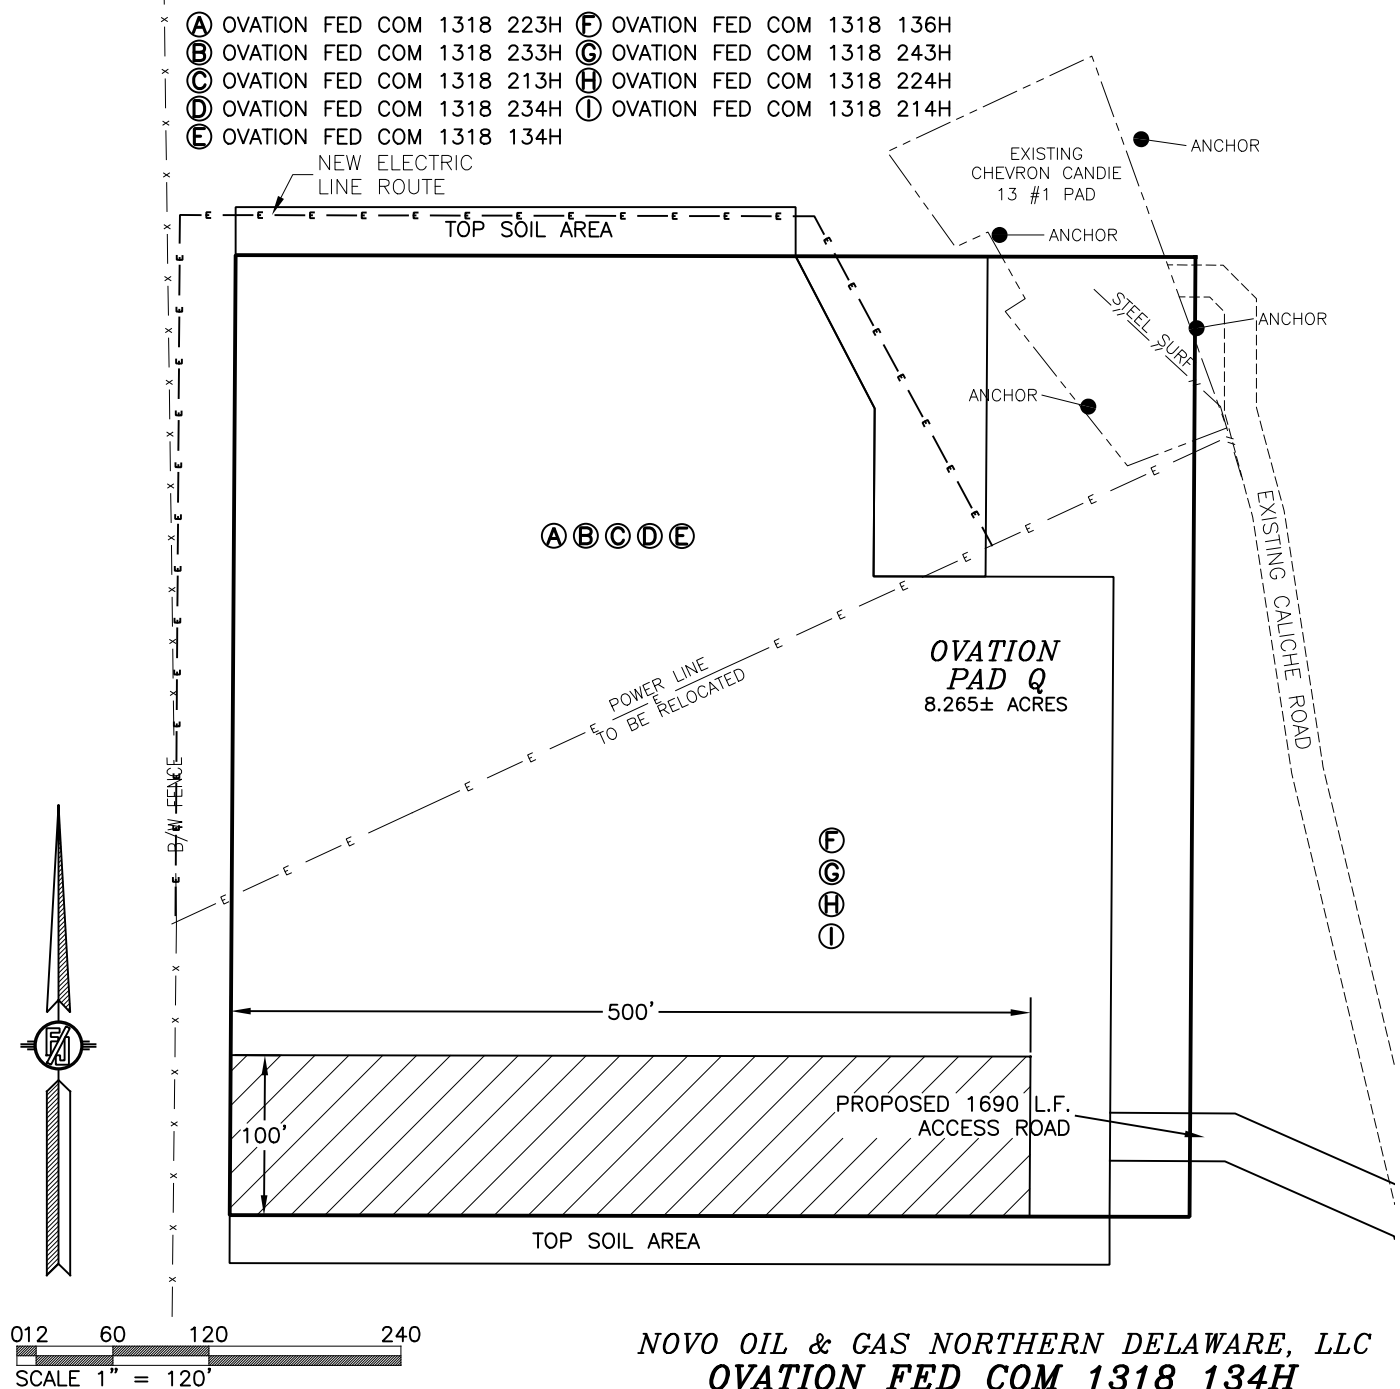 A OVATION FED COM 1318 223H F OVATION FED COM 1318 136H
B OVATION FED COM 1318 233H G OVATION FED COM 1318 243H
C OVATION FED COM 1318 213H H OVATION FED COM 1318 224H
D OVATION FED COM 1318 234H I OVATION FED COM 1318 214H
E OVATION FED COM 1318 134H
NEW ELECTRIC
LINE ROUTE
TOP SOIL AREA
EXISTING
CHEVRON CANDIE
13 #1 PAD
ANCHOR
ANCHOR
ANCHOR
ANCHOR
STEEL SURF
EXISTING CALICHE ROAD
A B C D E
OVATION
PAD Q
8.265± ACRES
POWER LINE
TO BE RELOCATED
B/W FENCE
F
G
H
I
500'
100'
PROPOSED 1690 L.F.
ACCESS ROAD
TOP SOIL AREA
012 60 120 240
SCALE 1" = 120'
NOVO OIL & GAS NORTHERN DELAWARE, LLC
OVATION FED COM 1318 134H